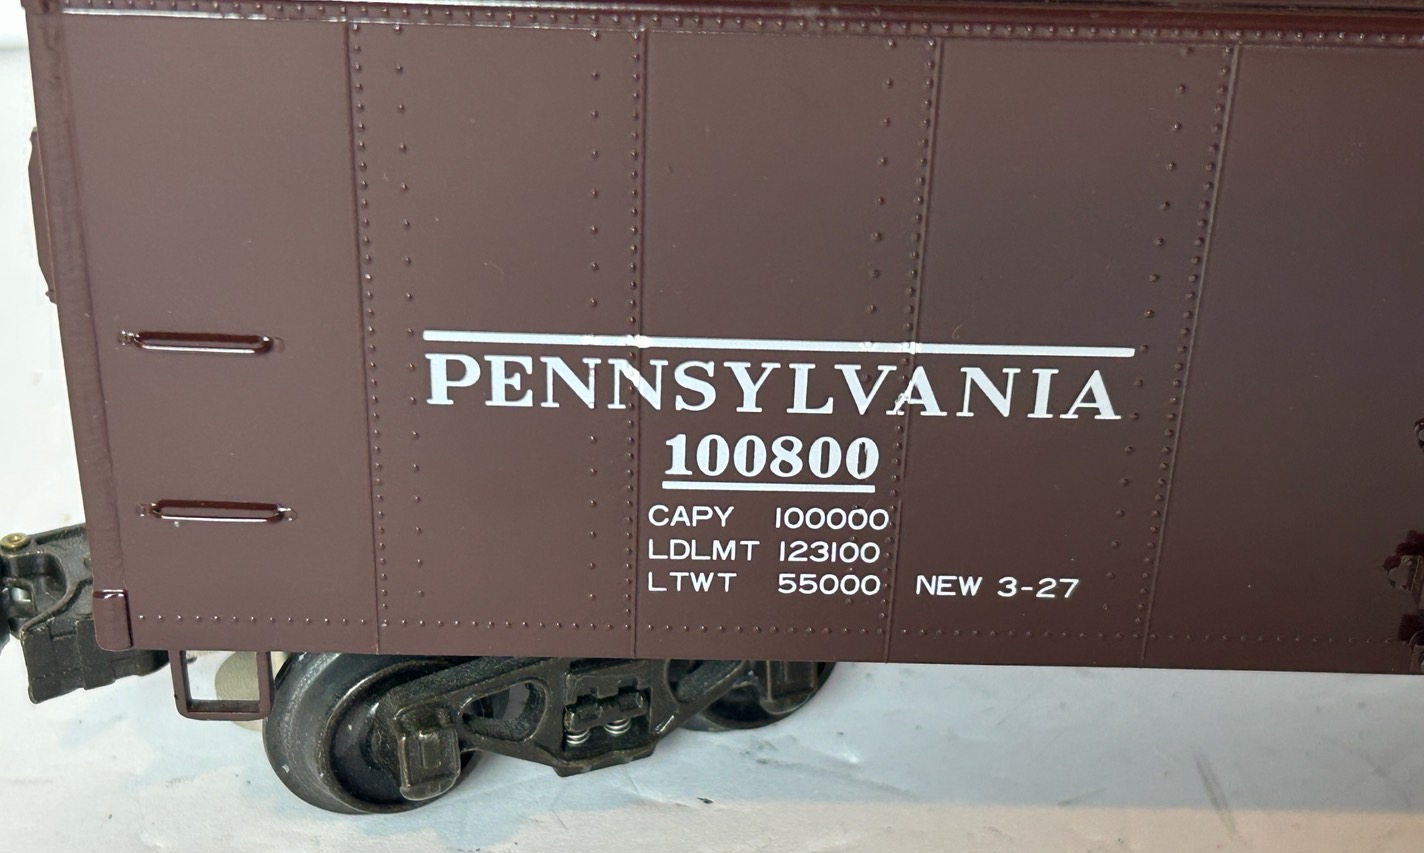 PENNSYLVANIA
100800
CAPY 100000
LDLMT 123100
LTWT 55000 NEW 3-27